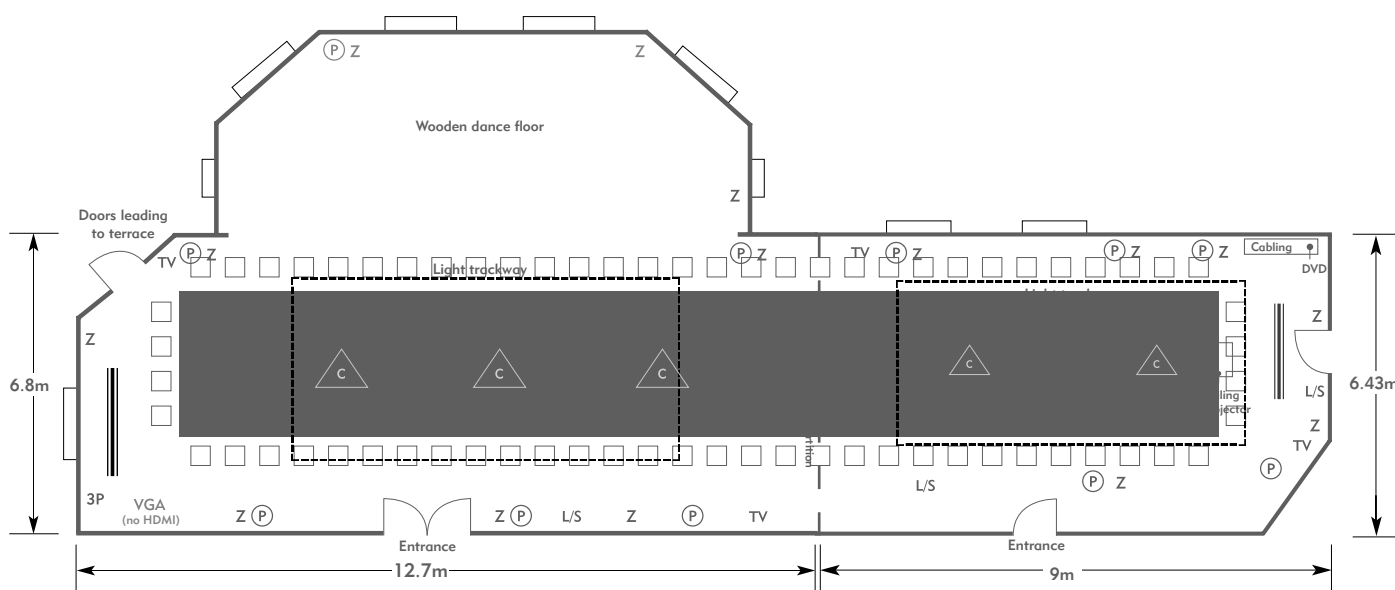 P Z
Z
Wooden dance floor
Z
Doors leading
to terrace
TV
P Z
P Z
TV
P Z
P Z
P Z
Cabling
DVD
Light trackway
Z
Z
6.8m
C
C
C
C
C
6.43m
L/S
Z
TV
P
3P
VGA
(no HDMI)
Z P
Z P
L/S
Z
P
TV
L/S
P Z
Entrance
Entrance
12.7m
9m